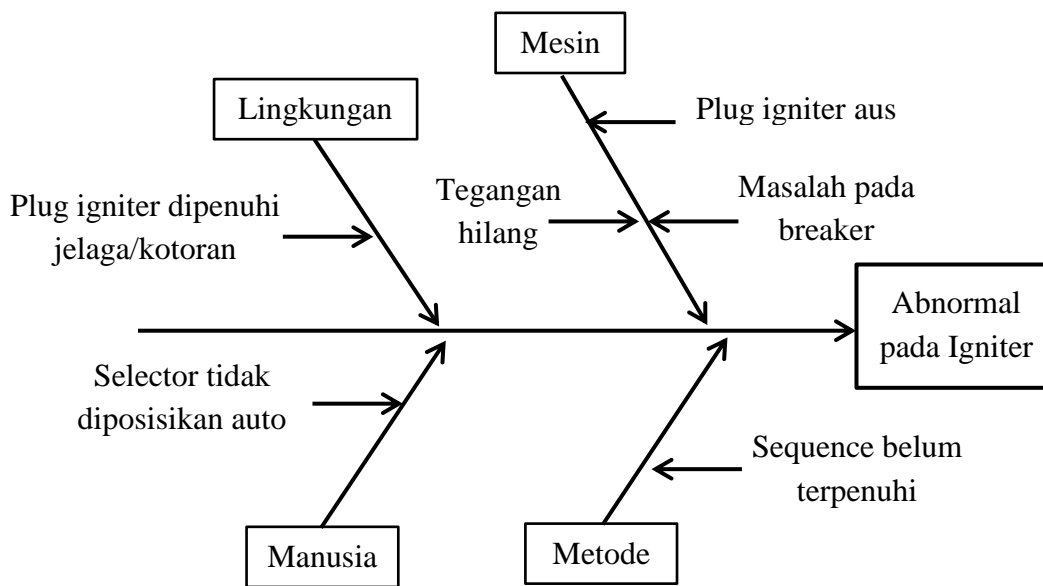 Mesin
Lingkungan
Plug igniter aus
Tegangan
hilang
Masalah pada
breaker
Plug igniter dipenuhi
jelaga/kotoran
Abnormal
pada Igniter
Selector tidak
diposisikan auto
Sequence belum
terpenuhi
Manusia
Metode